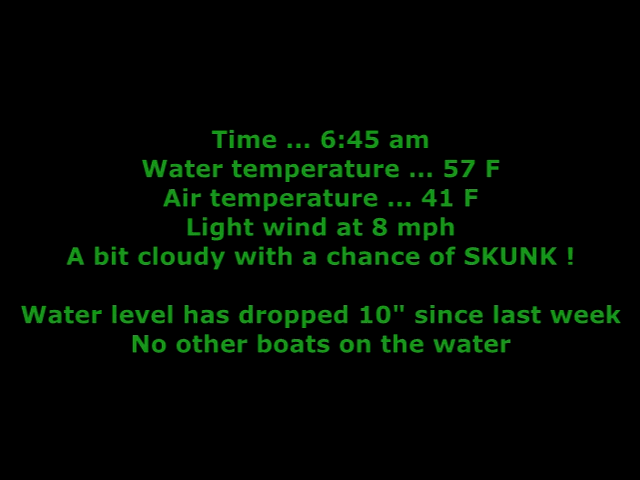 Time ... 6:45 am
Water temperature ... 57 F
Air temperature ... 41 F
Light wind at 8 mph
A bit cloudy with a chance of SKUNK !
Water level has dropped 10" since last week
No other boats on the water